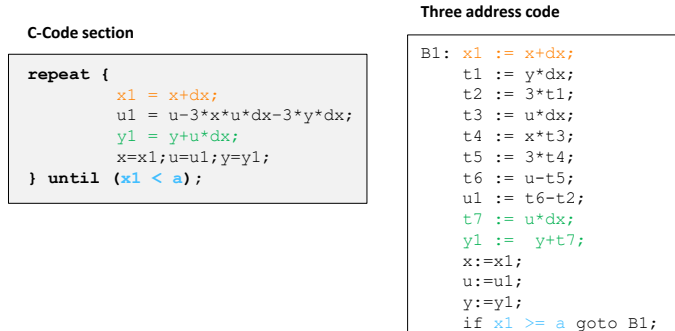 C-Code section
repeat {
x1 = x+dx;
u1 = u-3*x*u*dx-3*y*dx;
y1 = y+u*dx;
x=x1;u=u1;y=y1;
} until (x1 < a);
Three address code
B1: x1 := x+dx;
t1 := y*dx;
t2 := 3*t1;
t3 := u*dx;
t4 := x*t3;
t5 := 3*t4;
t6 := u-t5;
u1 := t6-t2;
t7 := u*dx;
y1 :=  y+t7;
x:=x1;
u:=u1;
y:=y1;
if x1 >= a goto B1;